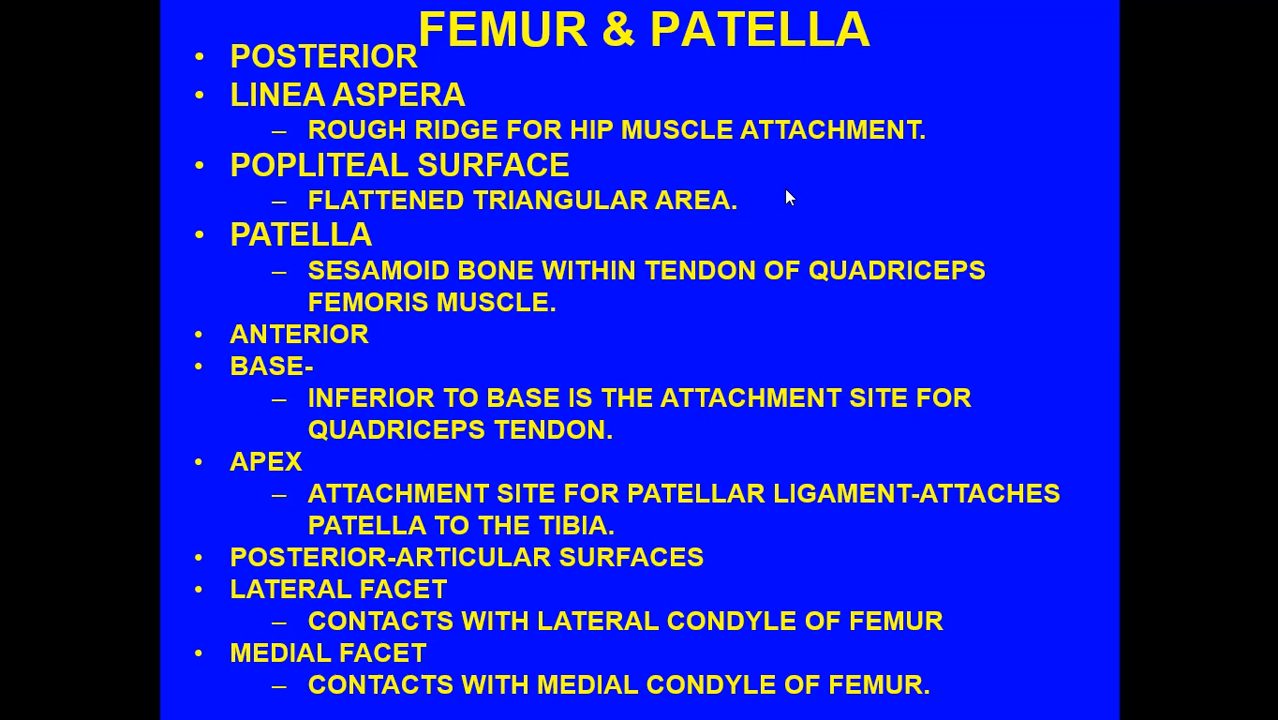 FEMUR & PATELLA
• POSTERIOR
• LINEA ASPERA
– ROUGH RIDGE FOR HIP MUSCLE ATTACHMENT.
• POPLITEAL SURFACE
– FLATTENED TRIANGULAR AREA.
• PATELLA
– SESAMOID BONE WITHIN TENDON OF QUADRICEPS
FEMORIS MUSCLE.
• ANTERIOR
• BASE-
– INFERIOR TO BASE IS THE ATTACHMENT SITE FOR
QUADRICEPS TENDON.
• APEX
– ATTACHMENT SITE FOR PATELLAR LIGAMENT-ATTACHES
PATELLA TO THE TIBIA.
• POSTERIOR-ARTICULAR SURFACES
• LATERAL FACET
– CONTACTS WITH LATERAL CONDYLE OF FEMUR
• MEDIAL FACET
– CONTACTS WITH MEDIAL CONDYLE OF FEMUR.